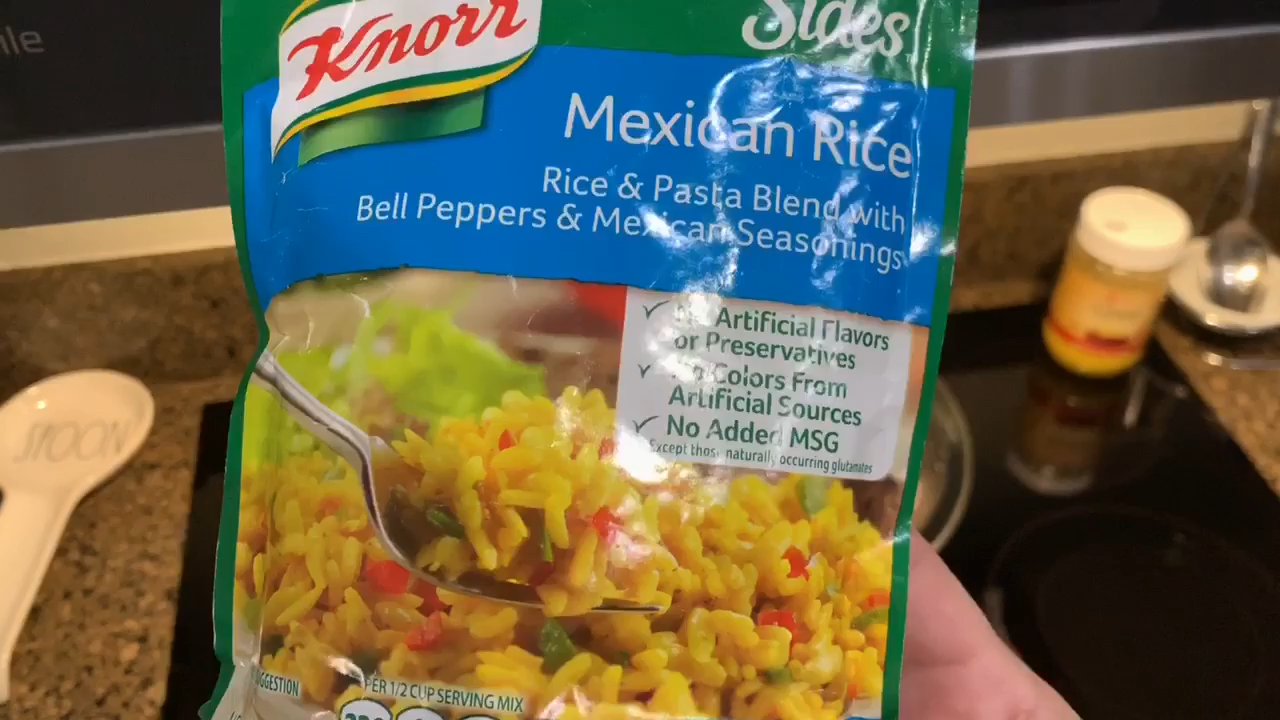 Knorr
Sides
Mexican Rice
Rice & Pasta Blend with
Bell Peppers & Mexican Seasonings
No Artificial Flavors
or Preservatives
Colors From
Artificial Sources
No Added MSG
Except those naturally occurring glutamates
SPOON
PER 1/2 CUP SERVING MIX